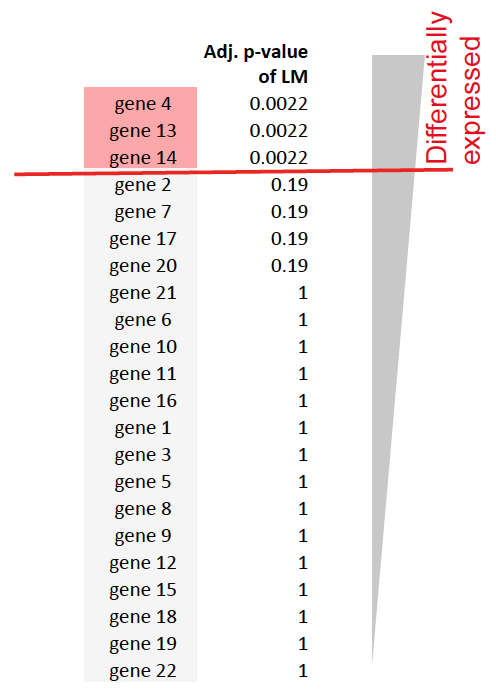 Adj. p-value
of LM
gene 4 0.0022
gene 13 0.0022
gene 14 0.0022
gene 2 0.19
gene 7 0.19
gene 17 0.19
gene 20 0.19
gene 21 1
gene 6 1
gene 10 1
gene 11 1
gene 16 1
gene 1 1
gene 3 1
gene 5 1
gene 8 1
gene 9 1
gene 12 1
gene 15 1
gene 18 1
gene 19 1
gene 22 1
Differentially
expressed